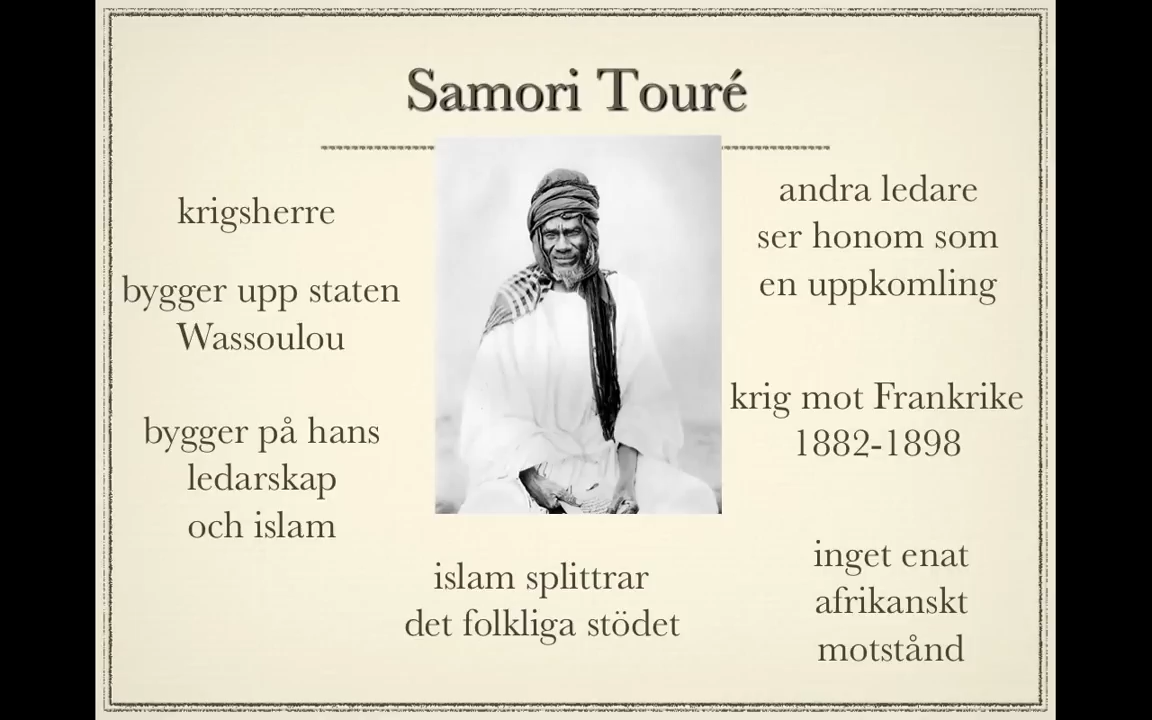 Samori Touré
krigsherre
bygger upp staten
Wassoulou
bygger på hans
ledarskap
och islam
islam splittrar
det folkliga stödet
andra ledare
ser honom som
en uppkomling
krig mot Frankrike
1882-1898
inget enat
afrikanskt
motstånd